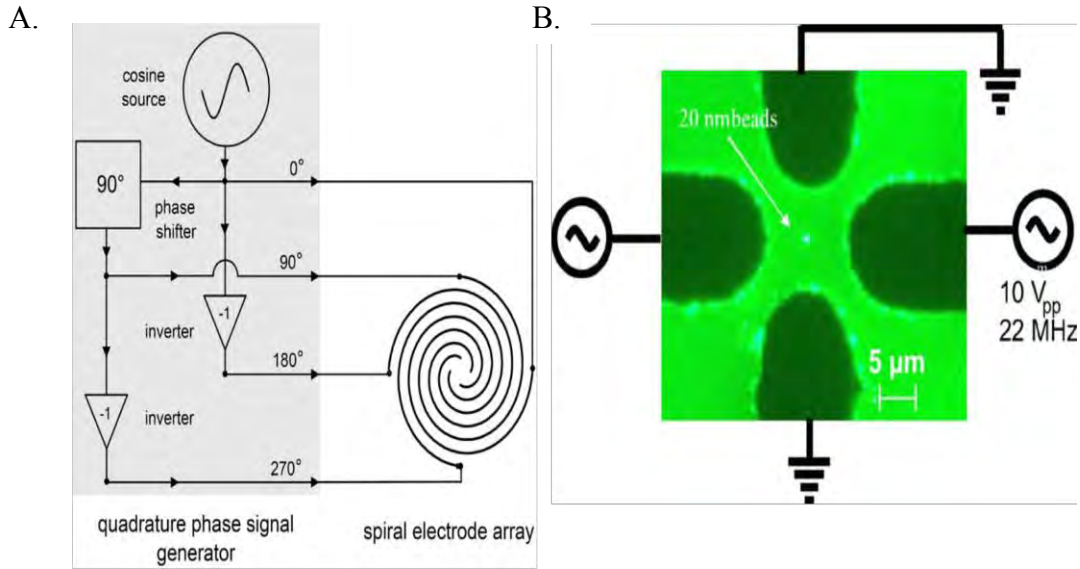 A.
cosine
source
90°
0°
phase
shifter
90°
-1
inverter
180°
-1
inverter
270°
quadrature phase signal
generator
spiral electrode array
B.
20 nmbeads
10 Vpp
22 MHz
5 µm